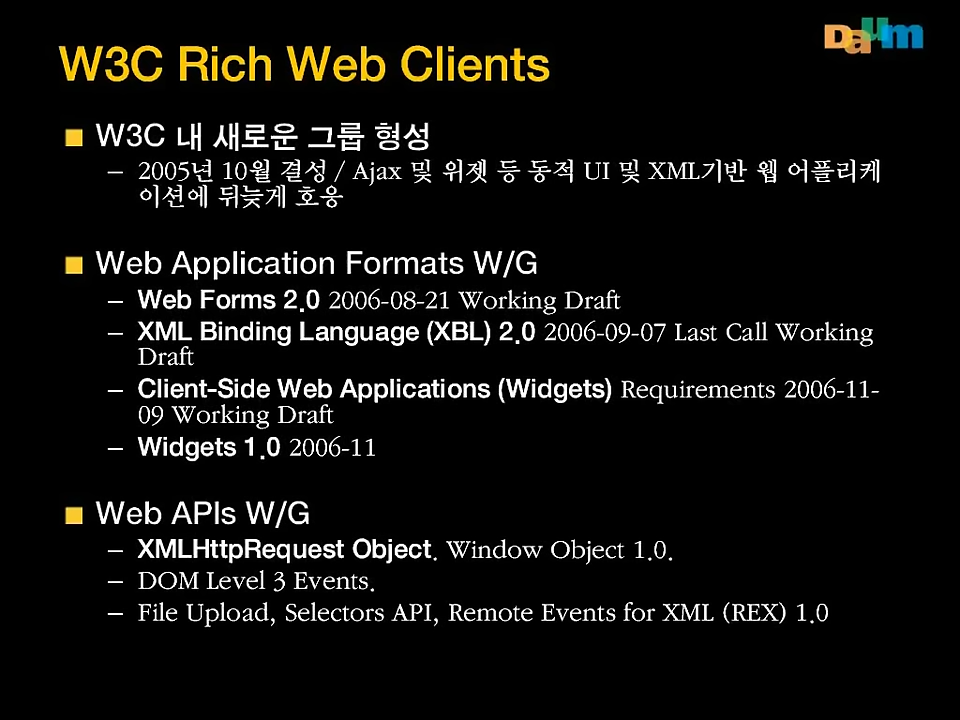 Daum
W3C Rich Web Clients
W3C 내 새로운 그룹 형성
– 2005년 10월 결성 / Ajax 및 위젯 등 동적 UI 및 XML기반 웹 어플리케
이션에 뒤늦게 호응
Web Application Formats W/G
– Web Forms 2.0 2006-08-21 Working Draft
– XML Binding Language (XBL) 2.0 2006-09-07 Last Call Working
Draft
– Client-Side Web Applications (Widgets) Requirements 2006-11-
09 Working Draft
– Widgets 1.0 2006-11
Web APIs W/G
– XMLHttpRequest Object. Window Object 1.0.
– DOM Level 3 Events.
– File Upload, Selectors API, Remote Events for XML (REX) 1.0